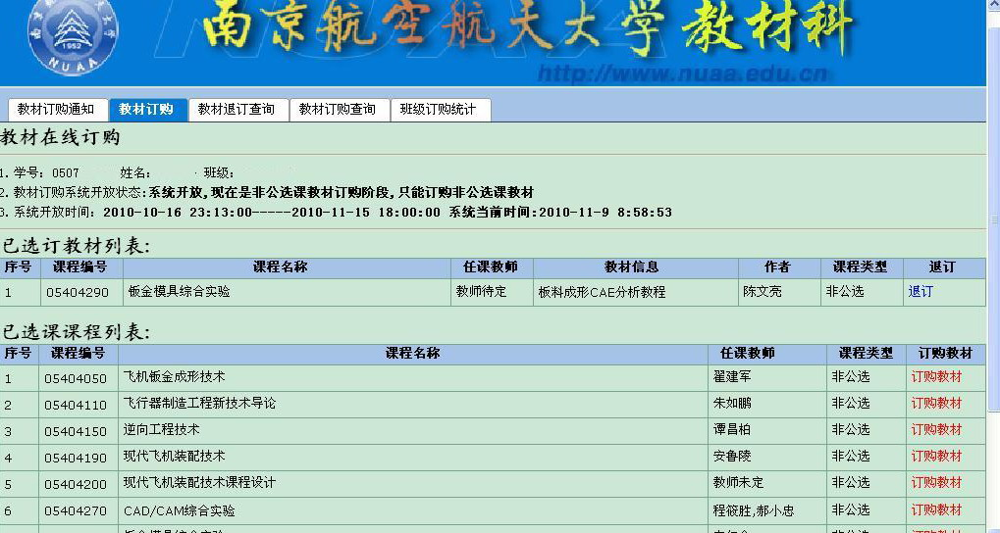 南京航空航天大学教材科
1952
NUAA
http://www.nuaa.edu.cn
教材订购通知 教材订购 教材退订查询 教材订购查询 班级订购统计
教材在线订购
1. 学号: 0507 姓名: 班级:
2. 教材订购系统开放状态:系统开放,现在是非公选课教材订购阶段,只能订购非公选课教材
3. 系统开放时间: 2010-10-16 23:13:00-----2010-11-15 18:00:00 系统当前时间:2010-11-9 8:58:53
已选订教材列表:
序号 课程编号 课程名称 任课教师 教材信息 作者 课程类型 退订
1 05404290 钣金模具综合实验 教师待定 板料成形CAE分析教程 陈文亮 非公选 退订
已选课课程列表:
序号 课程编号 课程名称 任课教师 课程类型 订购教材
1 05404050 飞机钣金成形技术 翟建军 非公选 订购教材
2 05404110 飞行器制造工程新技术导论 朱如鹏 非公选 订购教材
3 05404150 逆向工程技术 谭昌柏 非公选 订购教材
4 05404190 现代飞机装配技术 安鲁陵 非公选 订购教材
5 05404200 现代飞机装配技术课程设计 教师未定 非公选 订购教材
6 05404270 CAD/CAM综合实验 程筱胜,郝小忠 非公选 订购教材